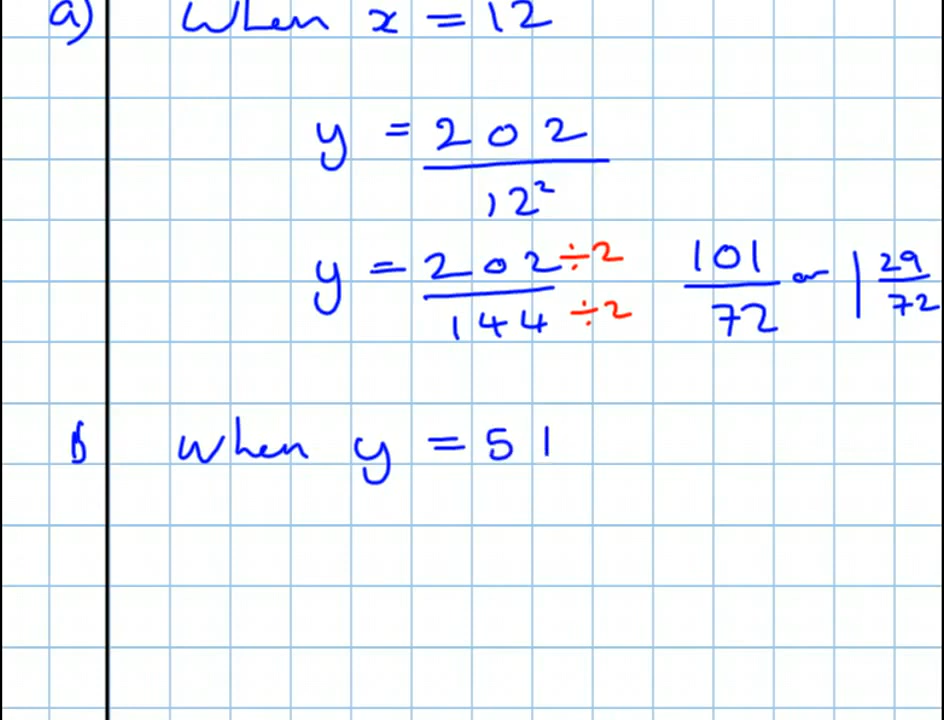 a) When x = 12
y = 202
12²
y = 202 ÷2 101 or 1 29
144 ÷2 72 72
b When y = 51